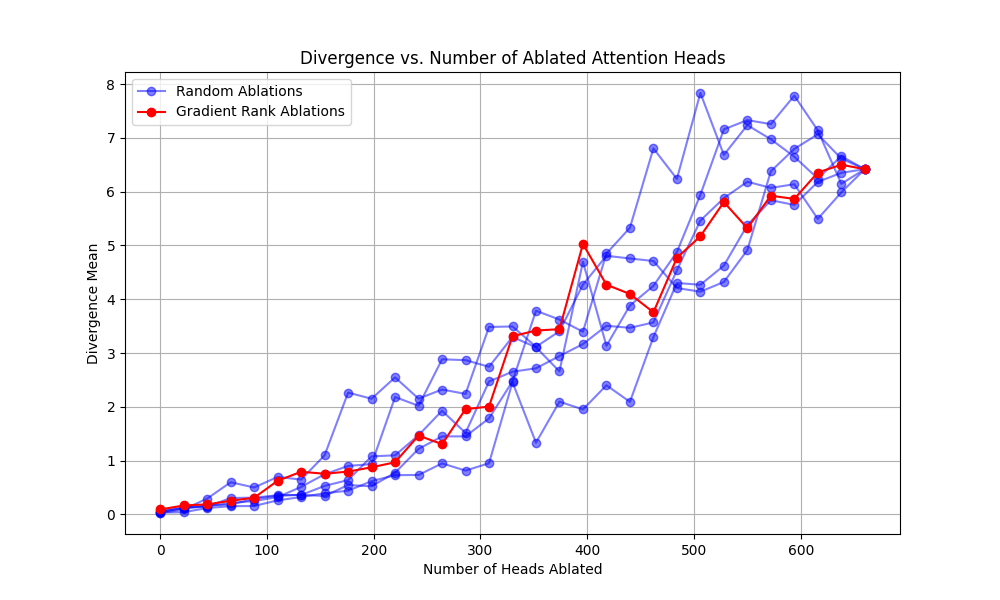 Divergence vs. Number of Ablated Attention Heads
Random Ablations
Gradient Rank Ablations
Divergence Mean
8
7
6
5
4
3
2
1
0
0 100 200 300 400 500 600
Number of Heads Ablated